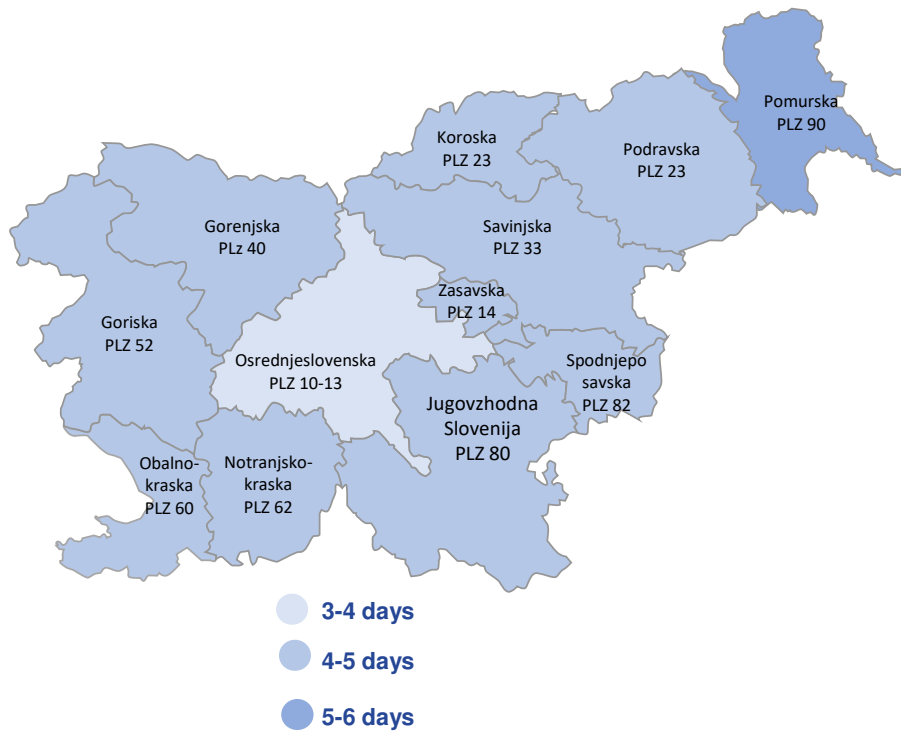 Pomurska
PLZ 90
Koroska
PLZ 23
Podravska
PLZ 23
Gorenjska
PLz 40
Savinjska
PLZ 33
Zasavska
PLZ 14
Goriska
PLZ 52
Osrednjeslovenska
PLZ 10-13
Spodnjepo
savska
PLZ 82
Jugovzhodna
Slovenija
PLZ 80
Obalno-
kraska
PLZ 60
Notranjsko-
kraska
PLZ 62
3-4 days
4-5 days
5-6 days